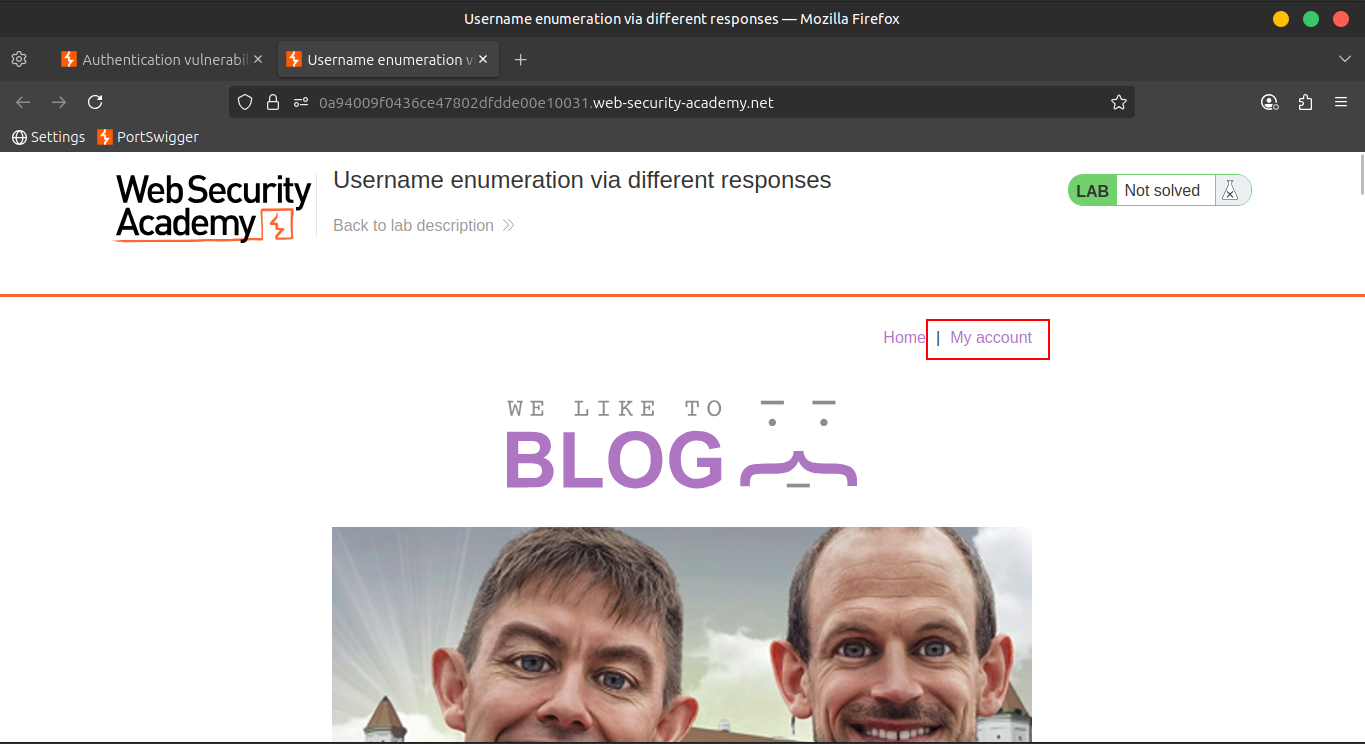 Username enumeration via different responses — Mozilla Firefox
Authentication vulnerabil
Username enumeration v
0a94009f0436ce47802dfdde00e10031.web-security-academy.net
Settings PortSwigger
Web Security
Academy
Username enumeration via different responses
Back to lab description
LAB Not solved
Home | My account
WE LIKE TO
BLOG